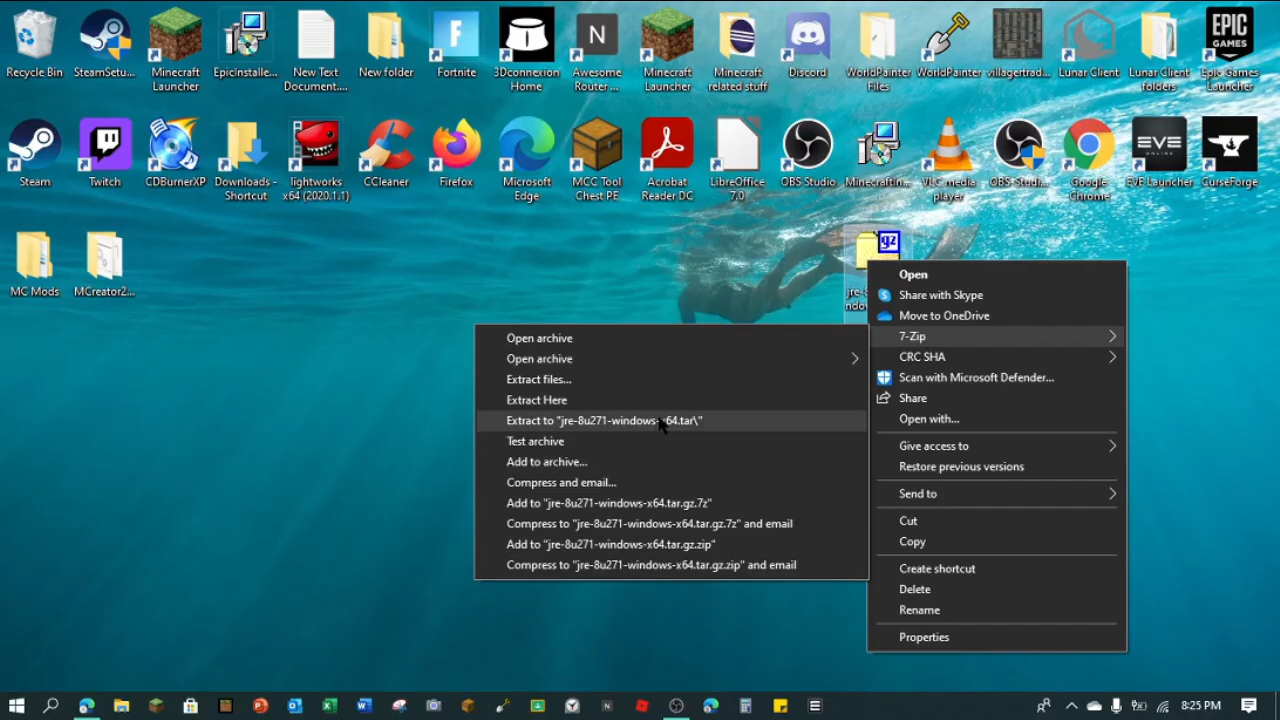 Recycle Bin
SteamSetu...
Minecraft
Launcher
EpicInstalle...
New Text
Document....
New folder
Fortnite
3Dconnexion
Home
N
Awesome
Router ...
Minecraft
Launcher
Minecraft
related stuff
Discord
WorldPainter
Files
WorldPainter
villagertrad...
Lunar Client
Lunar Client
folders
EPIC
GAMES
Epic Games
Launcher
Steam
Twitch
CDBurnerXP
Downloads -
Shortcut
lightworks
x64 (2020.1.1)
CCleaner
Firefox
Microsoft
Edge
MCC Tool
Chest PE
Acrobat
Reader DC
LibreOffice
7.0
OBS Studio
Minecraftin...
VLC media
player
OBS Studi...
Google
Chrome
EVE
EVE Launcher
CurseForge
MC Mods
MCreator2...
gz
Open
Share with Skype
Move to OneDrive
7-Zip
CRC SHA
Scan with Microsoft Defender...
Share
Open with...
Give access to
Restore previous versions
Send to
Cut
Copy
Create shortcut
Delete
Rename
Properties
Open archive
Open archive
Extract files...
Extract Here
Extract to "jre-8u271-windows-x64.tar\"
Test archive
Add to archive...
Compress and email...
Add to "jre-8u271-windows-x64.tar.gz.7z"
Compress to "jre-8u271-windows-x64.tar.gz.7z" and email
Add to "jre-8u271-windows-x64.tar.gz.zip"
Compress to "jre-8u271-windows-x64.tar.gz.zip" and email
8:25 PM